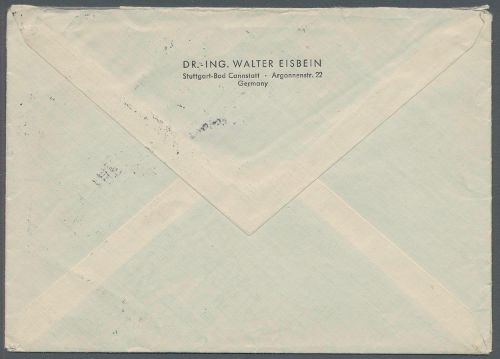 DR.-ING. WALTER EISBEIN
Stuttgart-Bad Cannstatt · Argonnenstr. 22
Germany